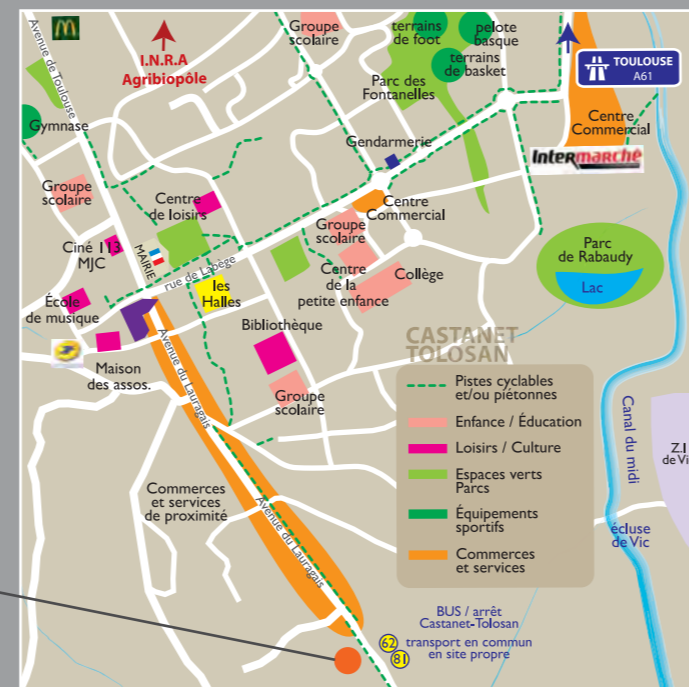 Avenue de Toulouse
I.N.R.A
Agribiopôle
Groupe
scolaire
terrains
de foot
pelote
basque
terrains
de basket
Parc des
Fontanelles
TOULOUSE
A61
Gymnase
Gendarmerie
Centre
Commercial
Intermarché
Groupe
scolaire
Centre
de loisirs
Centre
Commercial
Groupe
scolaire
Ciné 113
MJC
MAIRIE
rue de Labège
Parc
de Rabaudy
Lac
Centre
de la
petite enfance
Collège
les
Halles
École
de musique
Bibliothèque
Maison
des assos.
Avenue du Lauragais
Groupe
scolaire
CASTANET
TOLOSAN
Pistes cyclables
et/ou piétonnes
Enfance / Éducation
Loisirs / Culture
Espaces verts
Parcs
Équipements
sportifs
Commerces
et services
Canal du midi
Z.I
de Vi
écluse
de Vic
Commerces
et services
de proximité
Avenue du Lauragais
BUS / arrêt
Castanet-Tolosan
62
transport en commun
81
en site propre